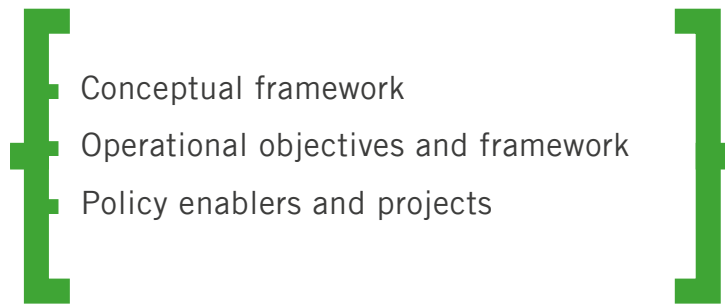 Conceptual framework
Operational objectives and framework
Policy enablers and projects